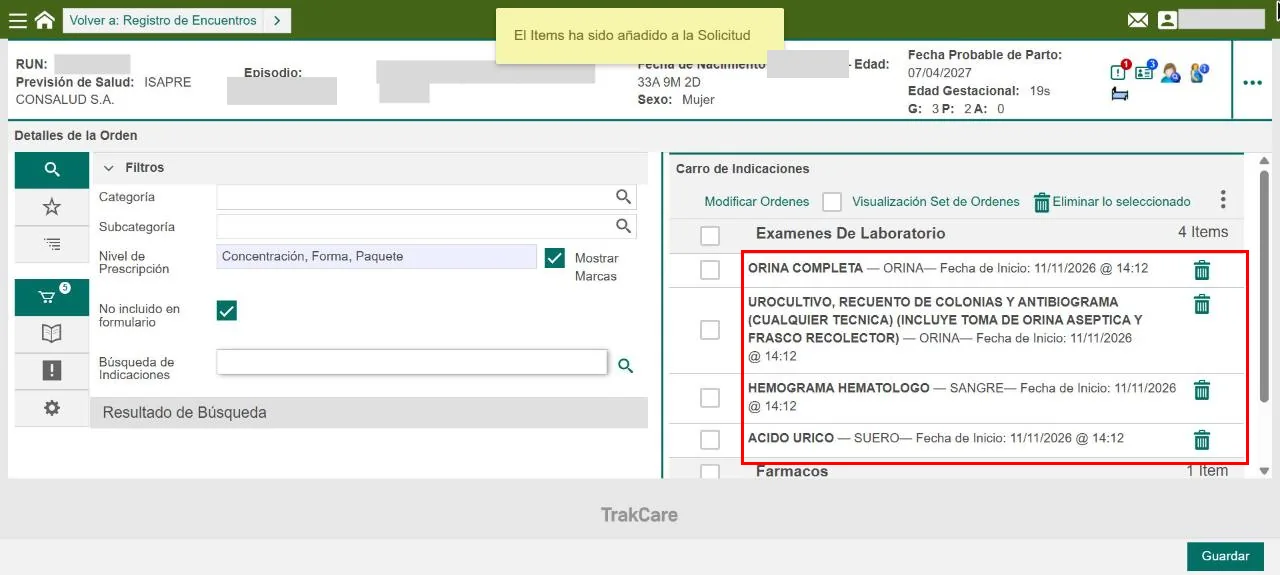 Volver a: Registro de Encuentros
El Items ha sido añadido a la Solicitud
RUN:
Previsión de Salud: ISAPRE
CONSALUD S.A.
Episodio:
Fecha de Nacimiento - Edad:
33A 9M 2D
Sexo: Mujer
Fecha Probable de Parto:
07/04/2027
Edad Gestacional: 19s
G: 3 P: 2 A: 0
1
3
Detalles de la Orden
Filtros
Categoría
Subcategoría
Nivel de
Prescripción
Concentración, Forma, Paquete
Mostrar
Marcas
5
No incluido en
formulario
Búsqueda de
Indicaciones
Resultado de Búsqueda
Carro de Indicaciones
Modificar Ordenes Visualización Set de Ordenes Eliminar lo seleccionado
Examenes De Laboratorio 4 Items
ORINA COMPLETA — ORINA— Fecha de Inicio: 11/11/2026 @ 14:12
UROCULTIVO, RECUENTO DE COLONIAS Y ANTIBIOGRAMA
(CUALQUIER TECNICA) (INCLUYE TOMA DE ORINA ASEPTICA Y
FRASCO RECOLECTOR) — ORINA— Fecha de Inicio: 11/11/2026
@ 14:12
HEMOGRAMA HEMATOLOGO — SANGRE— Fecha de Inicio: 11/11/2026
@ 14:12
ACIDO URICO — SUERO— Fecha de Inicio: 11/11/2026 @ 14:12
Farmacos 1 Item
TrakCare
Guardar